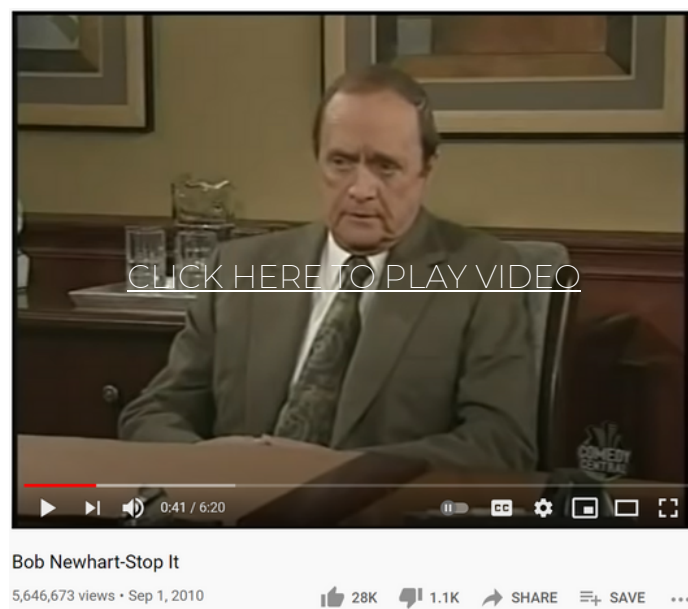 CLICK HERE TO PLAY VIDEO
COMEDY
CENTRAL
0:41 / 6:20
CC
Bob Newhart-Stop It
5,646,673 views • Sep 1, 2010
28K
1.1K
SHARE
SAVE